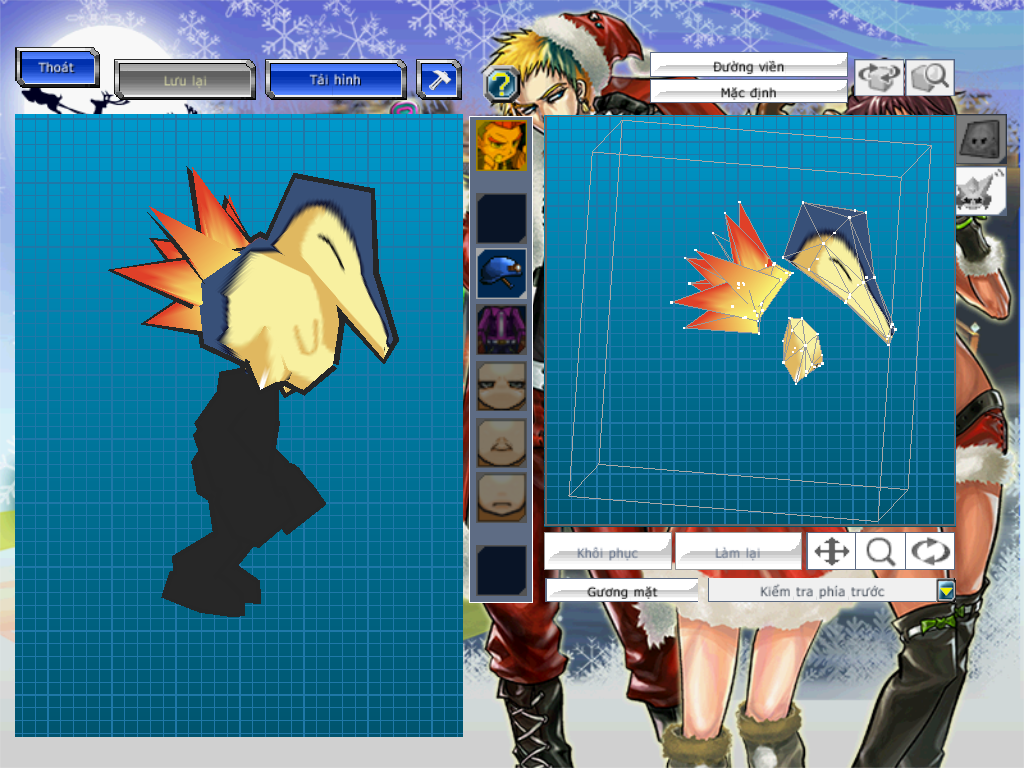 Thoát
Lưu lại
Tải hình
Đường viền
Mặc định
Khôi phục
Làm lại
Gương mặt
Kiểm tra phía trước